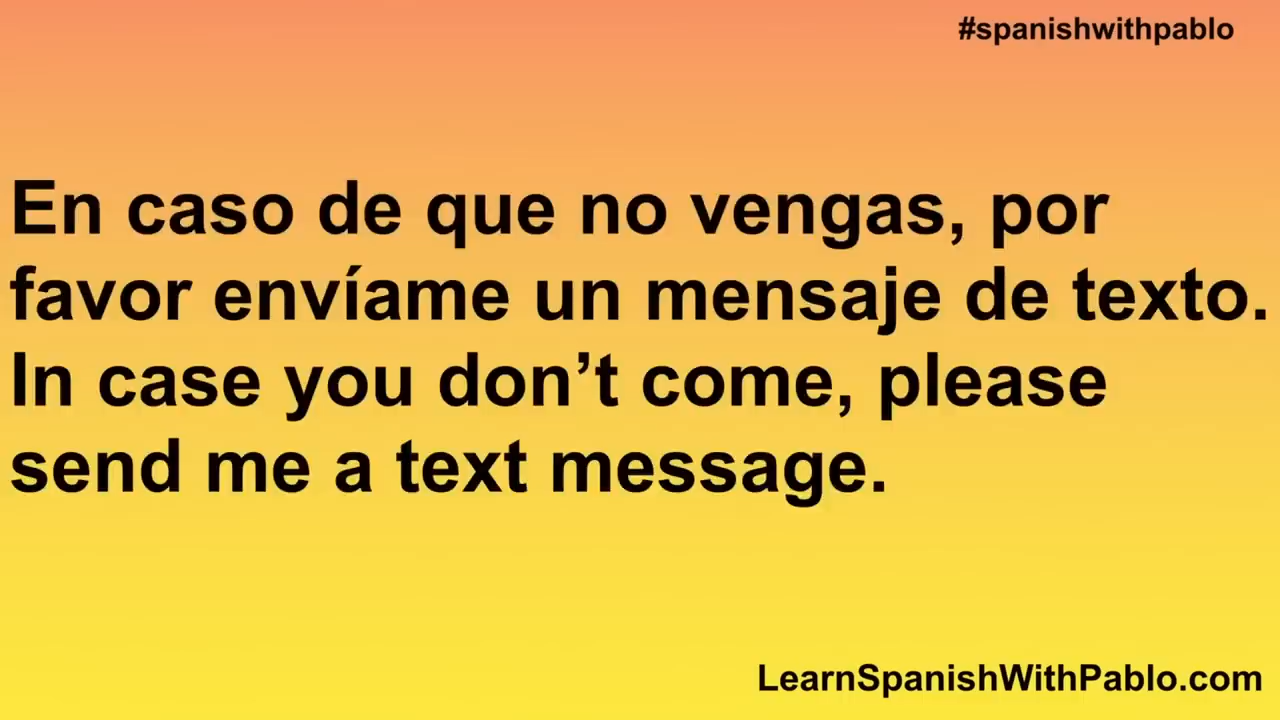 #spanishwithpablo
En caso de que no vengas, por
favor envíame un mensaje de texto.
In case you don’t come, please
send me a text message.
LearnSpanishWithPablo.com